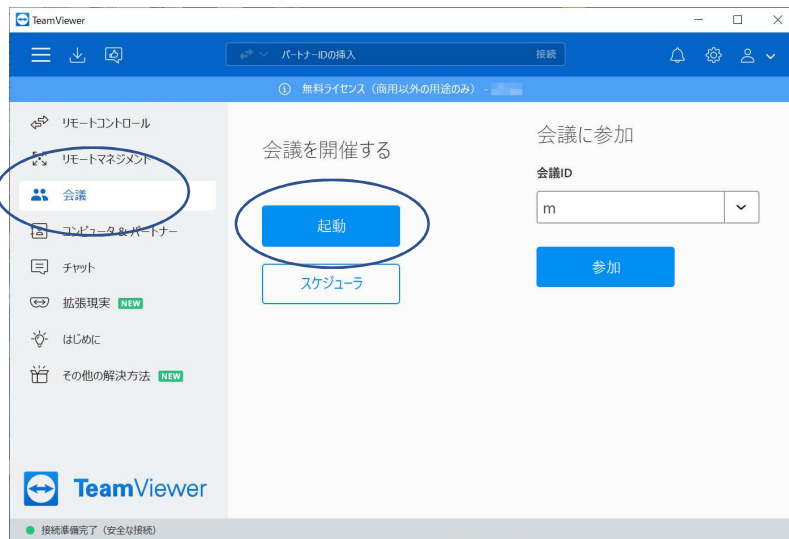 TeamViewer
パートナーIDの挿入
接続
無料ライセンス（商用以外の用途のみ） -
リモートコントロール
リモートマネジメント
会議
コンピュータ & パートナー
チャット
拡張現実 NEW
はじめに
その他の解決方法 NEW
会議を開催する
起動
スケジューラ
会議に参加
会議ID
m
参加
TeamViewer
接続準備完了（安全な接続）